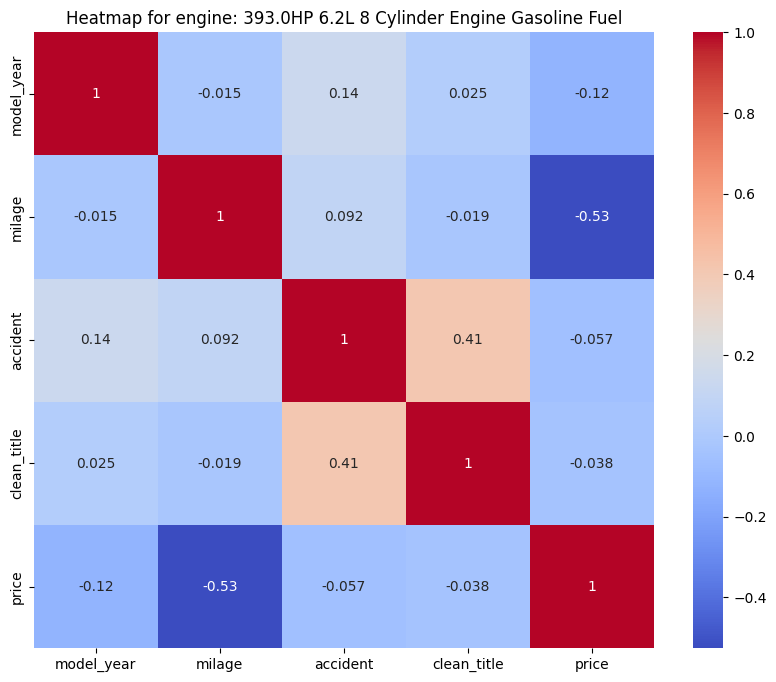 Heatmap for engine: 393.0HP 6.2L 8 Cylinder Engine Gasoline Fuel
model_year 1 -0.015 0.14 0.025 -0.12
milage -0.015 1 0.092 -0.019 -0.53
accident 0.14 0.092 1 0.41 -0.057
clean_title 0.025 -0.019 0.41 1 -0.038
price -0.12 -0.53 -0.057 -0.038 1
model_year milage accident clean_title price
1.0
0.8
0.6
0.4
0.2
0.0
−0.2
−0.4